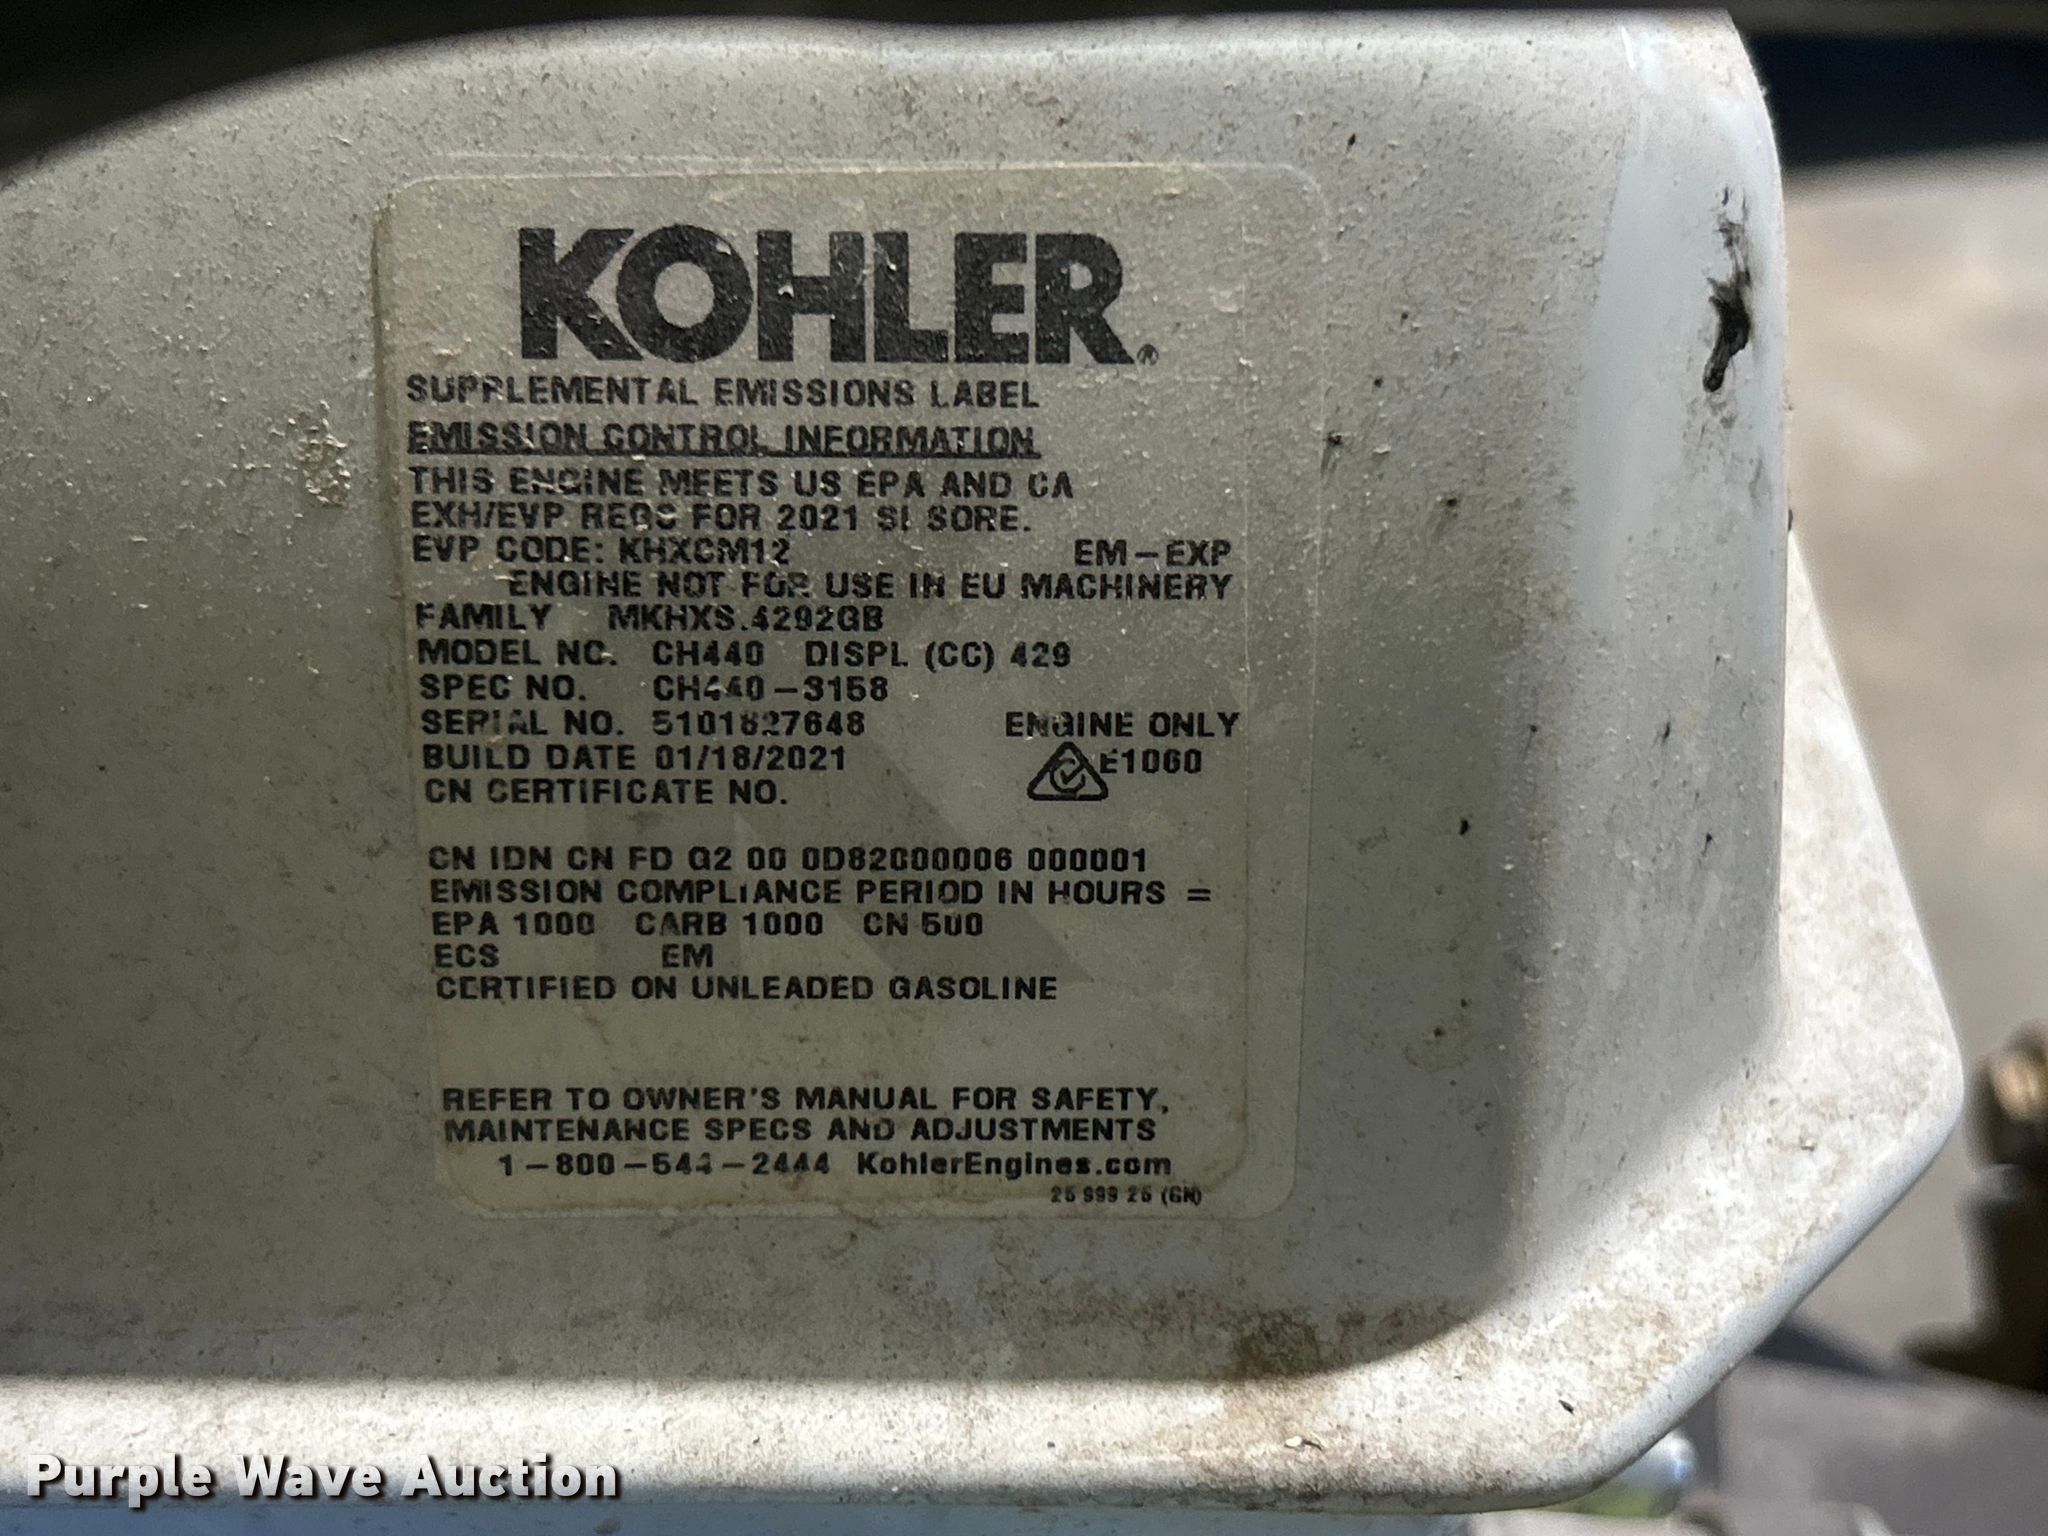 KOHLER®
SUPPLEMENTAL EMISSIONS LABEL
EMISSION CONTROL INFORMATION
THIS ENGINE MEETS US EPA AND CA
EXH/EVP REGS FOR 2021 SI SORE.
EVP CODE: KHXCM12 EM-EXP
ENGINE NOT FOR USE IN EU MACHINERY
FAMILY MKHXS.4292GB
MODEL NO. CH440 DISPL (CC) 429
SPEC NO. CH440-3158
SERIAL NO. 5101827648 ENGINE ONLY
BUILD DATE 01/18/2021 E1060
CN CERTIFICATE NO.
CN IDN CN FD G2 00 0D82000006 000001
EMISSION COMPLIANCE PERIOD IN HOURS =
EPA 1000 CARB 1000 CN 500
ECS EM
CERTIFIED ON UNLEADED GASOLINE
REFER TO OWNER'S MANUAL FOR SAFETY,
MAINTENANCE SPECS AND ADJUSTMENTS
1-800-544-2444 KohlerEngines.com
25 999 25 (GN)
Purple Wave Auction